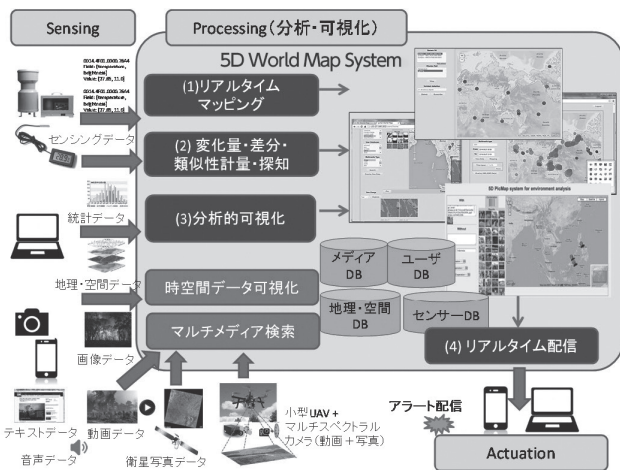 Sensing
Processing(分析・可視化)
5D World Map System
センシングデータ
(1)リアルタイム
マッピング
(2) 変化量・差分・
類似性計量・探知
統計データ
(3)分析的可視化
地理・空間データ
時空間データ可視化
マルチメディア検索
メディア
DB
ユーザ
DB
地理・空間
DB
センサーDB
5D PicMap system for environment analysis
(4) リアルタイム配信
画像データ
テキストデータ
動画データ
音声データ
衛星写真データ
小型UAV +
マルチスペクトラル
カメラ(動画+写真)
アラート配信
Actuation